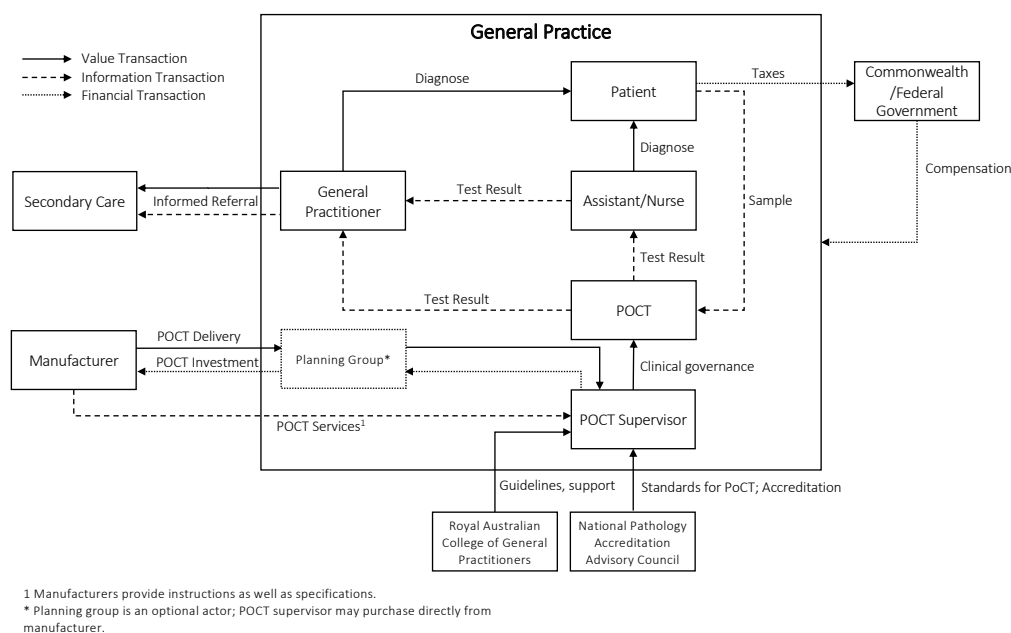 General Practice
Value Transaction
Information Transaction
Financial Transaction
Diagnose
Patient
Taxes
Commonwealth
/Federal
Government
Diagnose
Compensation
Secondary Care
Informed Referral
General
Practitioner
Test Result
Assistant/Nurse
Sample
Test Result
Test Result
POCT
Manufacturer
POCT Delivery
POCT Investment
Planning Group*
Clinical governance
POCT Services1
POCT Supervisor
Guidelines, support
Standards for PoCT; Accreditation
Royal Australian
College of General
Practitioners
National Pathology
Accreditation
Advisory Council
1 Manufacturers provide instructions as well as specifications.
* Planning group is an optional actor; POCT supervisor may purchase directly from
manufacturer.